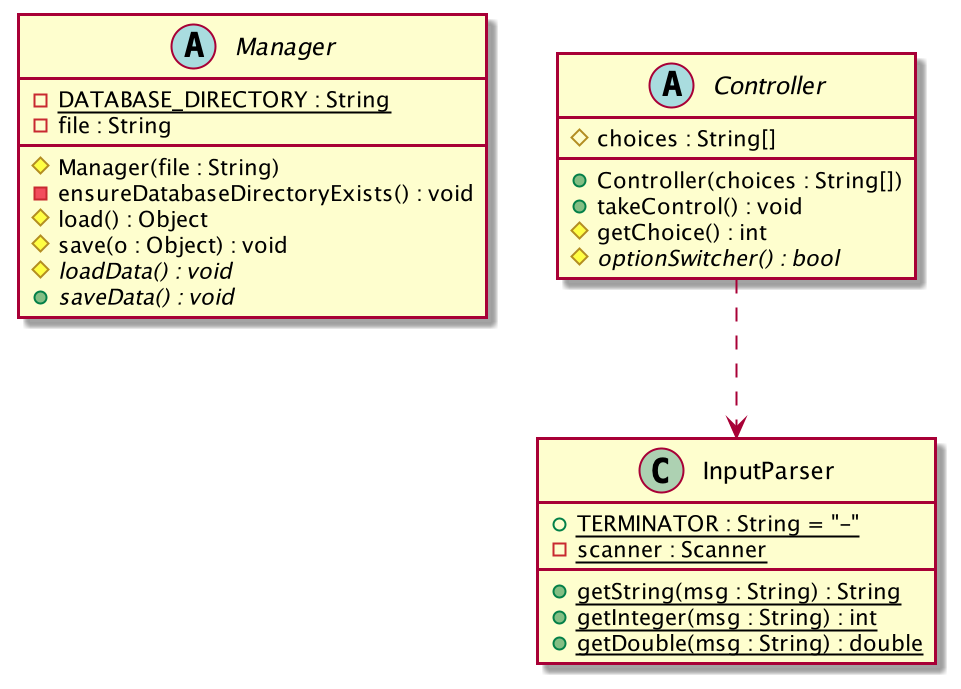 A Manager
DATABASE_DIRECTORY : String
file : String
Manager(file : String)
ensureDatabaseDirectoryExists() : void
load() : Object
save(o : Object) : void
loadData() : void
saveData() : void
A Controller
choices : String[]
Controller(choices : String[])
takeControl() : void
getChoice() : int
optionSwitcher() : bool
C InputParser
TERMINATOR : String = "-"
scanner : Scanner
getString(msg : String) : String
getInteger(msg : String) : int
getDouble(msg : String) : double